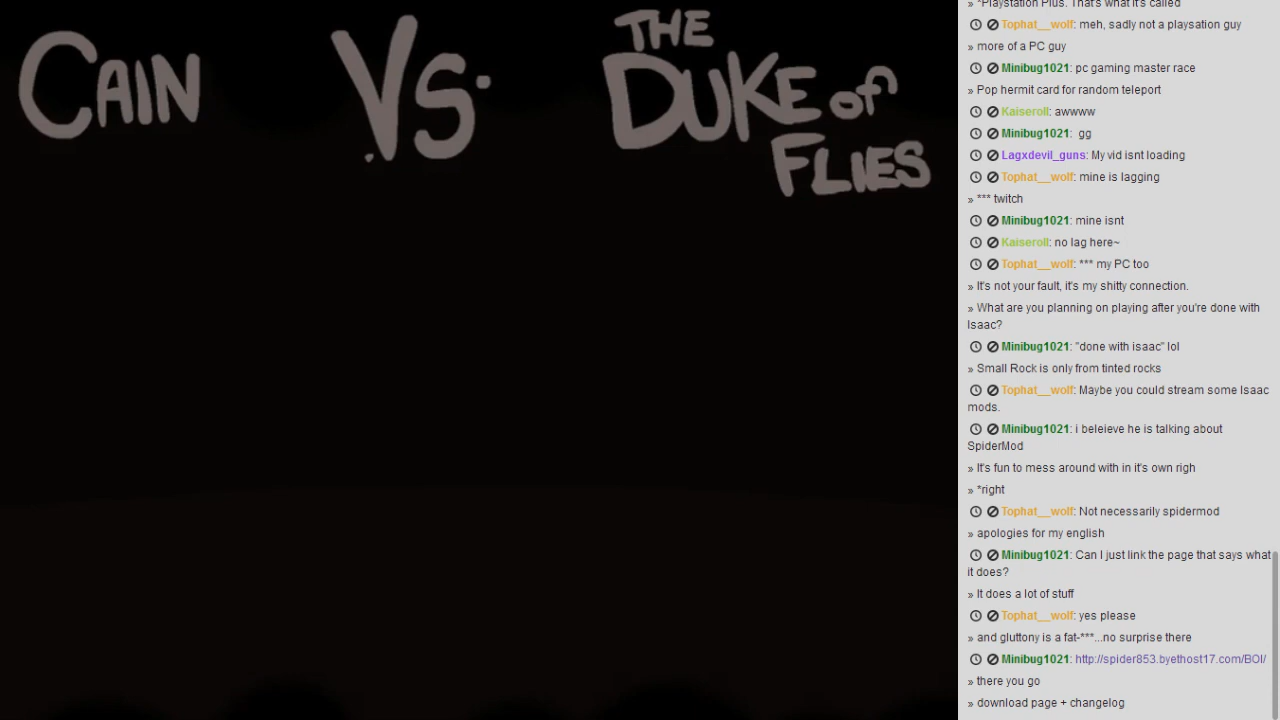 CAIN VS. THE DUKE of FLIES
*Playstation Plus. That's what it's called
Tophat__wolf: meh, sadly not a playsation guy
» more of a PC guy
Minibug1021: pc gaming master race
» Pop hermit card for random teleport
Kaiseroll: awwww
Minibug1021: gg
Lagxdevil_guns: My vid isnt loading
Tophat__wolf: mine is lagging
» *** twitch
Minibug1021: mine isnt
Kaiseroll: no lag here~
Tophat__wolf: *** my PC too
» It's not your fault, it's my shitty connection.
» What are you planning on playing after you're done with
Isaac?
Minibug1021: "done with isaac" lol
» Small Rock is only from tinted rocks
Tophat__wolf: Maybe you could stream some Isaac
mods.
Minibug1021: i beleieve he is talking about
SpiderMod
» It's fun to mess around with in it's own righ
» *right
Tophat__wolf: Not necessarily spidermod
» apologies for my english
Minibug1021: Can I just link the page that says what
it does?
» It does a lot of stuff
Tophat__wolf: yes please
» and gluttony is a fat-***...no surprise there
Minibug1021: http://spider853.byethost17.com/BOI/
» there you go
» download page + changelog